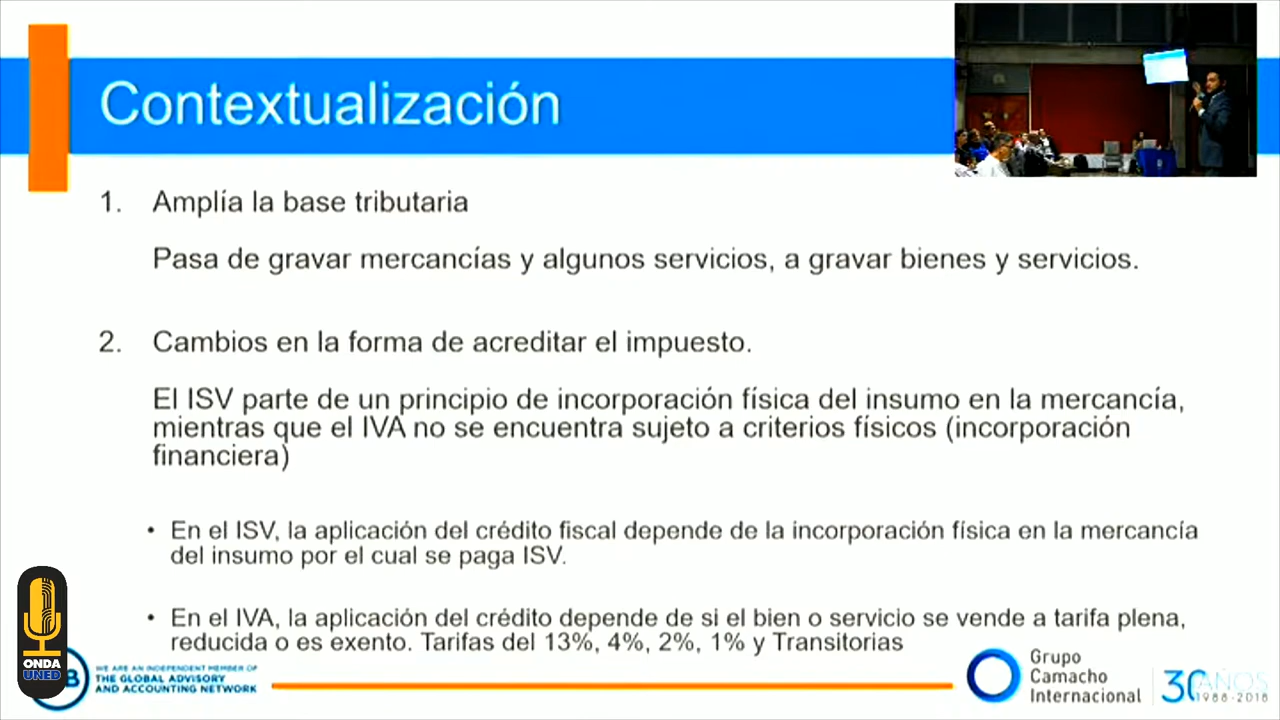 Contextualización
1. Amplía la base tributaria
Pasa de gravar mercancías y algunos servicios, a gravar bienes y servicios.
2. Cambios en la forma de acreditar el impuesto.
El ISV parte de un principio de incorporación física del insumo en la mercancía,
mientras que el IVA no se encuentra sujeto a criterios físicos (incorporación
financiera)
• En el ISV, la aplicación del crédito fiscal depende de la incorporación física en la mercancía
del insumo por el cual se paga ISV.
• En el IVA, la aplicación del crédito depende de si el bien o servicio se vende a tarifa plena,
reducida o es exento. Tarifas del 13%, 4%, 2%, 1% y Transitorias
ONDA
UNED
B
WE ARE AN INDEPENDENT MEMBER OF
THE GLOBAL ADVISORY
AND ACCOUNTING NETWORK
Grupo
Camacho
Internacional
30 AÑOS
1988-2018